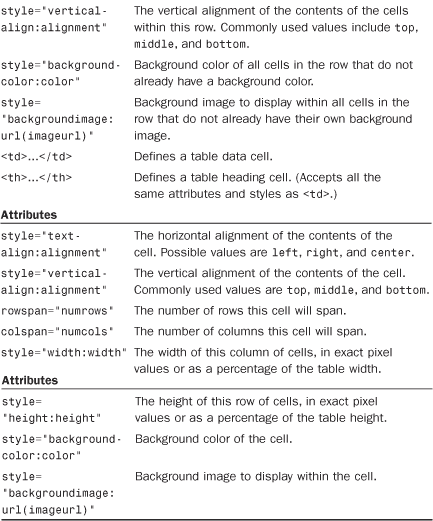 style="vertical- The vertical alignment of the contents of the cells
align:alignment" within this row. Commonly used values include top,
middle, and bottom.
style="background- Background color of all cells in the row that do not
color:color" already have a background color.
style= Background image to display within all cells in the
"backgroundimage: row that do not already have their own background
url(imageurl)" image.
<td>...</td> Defines a table data cell.
<th>...</th> Defines a table heading cell. (Accepts all the
same attributes and styles as <td>.)
Attributes
style="text- The horizontal alignment of the contents of the
align:alignment" cell. Possible values are left, right, and center.
style="vertical- The vertical alignment of the contents of the cell.
align:alignment" Commonly used values are top, middle, and bottom.
rowspan="numrows" The number of rows this cell will span.
colspan="numcols" The number of columns this cell will span.
style="width:width" The width of this column of cells, in exact pixel
values or as a percentage of the table width.
Attributes
style= The height of this row of cells, in exact pixel
"height:height" values or as a percentage of the table height.
style="background- Background color of the cell.
color:color"
style= Background image to display within the cell.
"backgroundimage:
url(imageurl)"